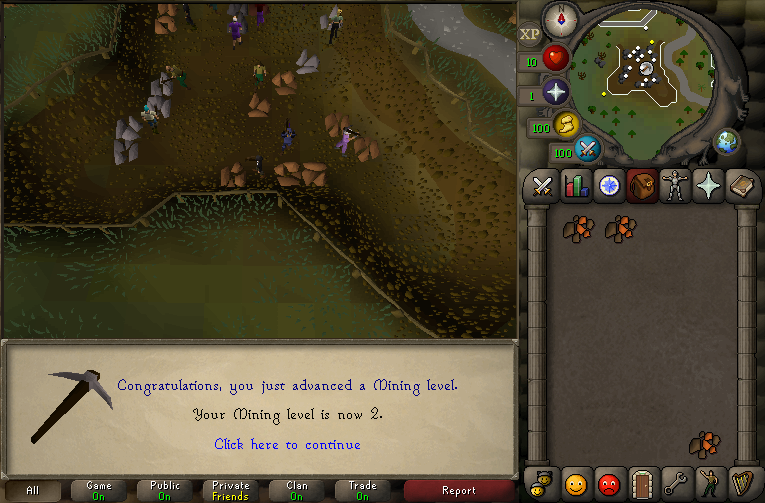 XP
10
1
100
100
Congratulations, you just advanced a Mining level.
Your Mining level is now 2.
Click here to continue
All
Game
On
Public
On
Private
Friends
Clan
On
Trade
On
Report